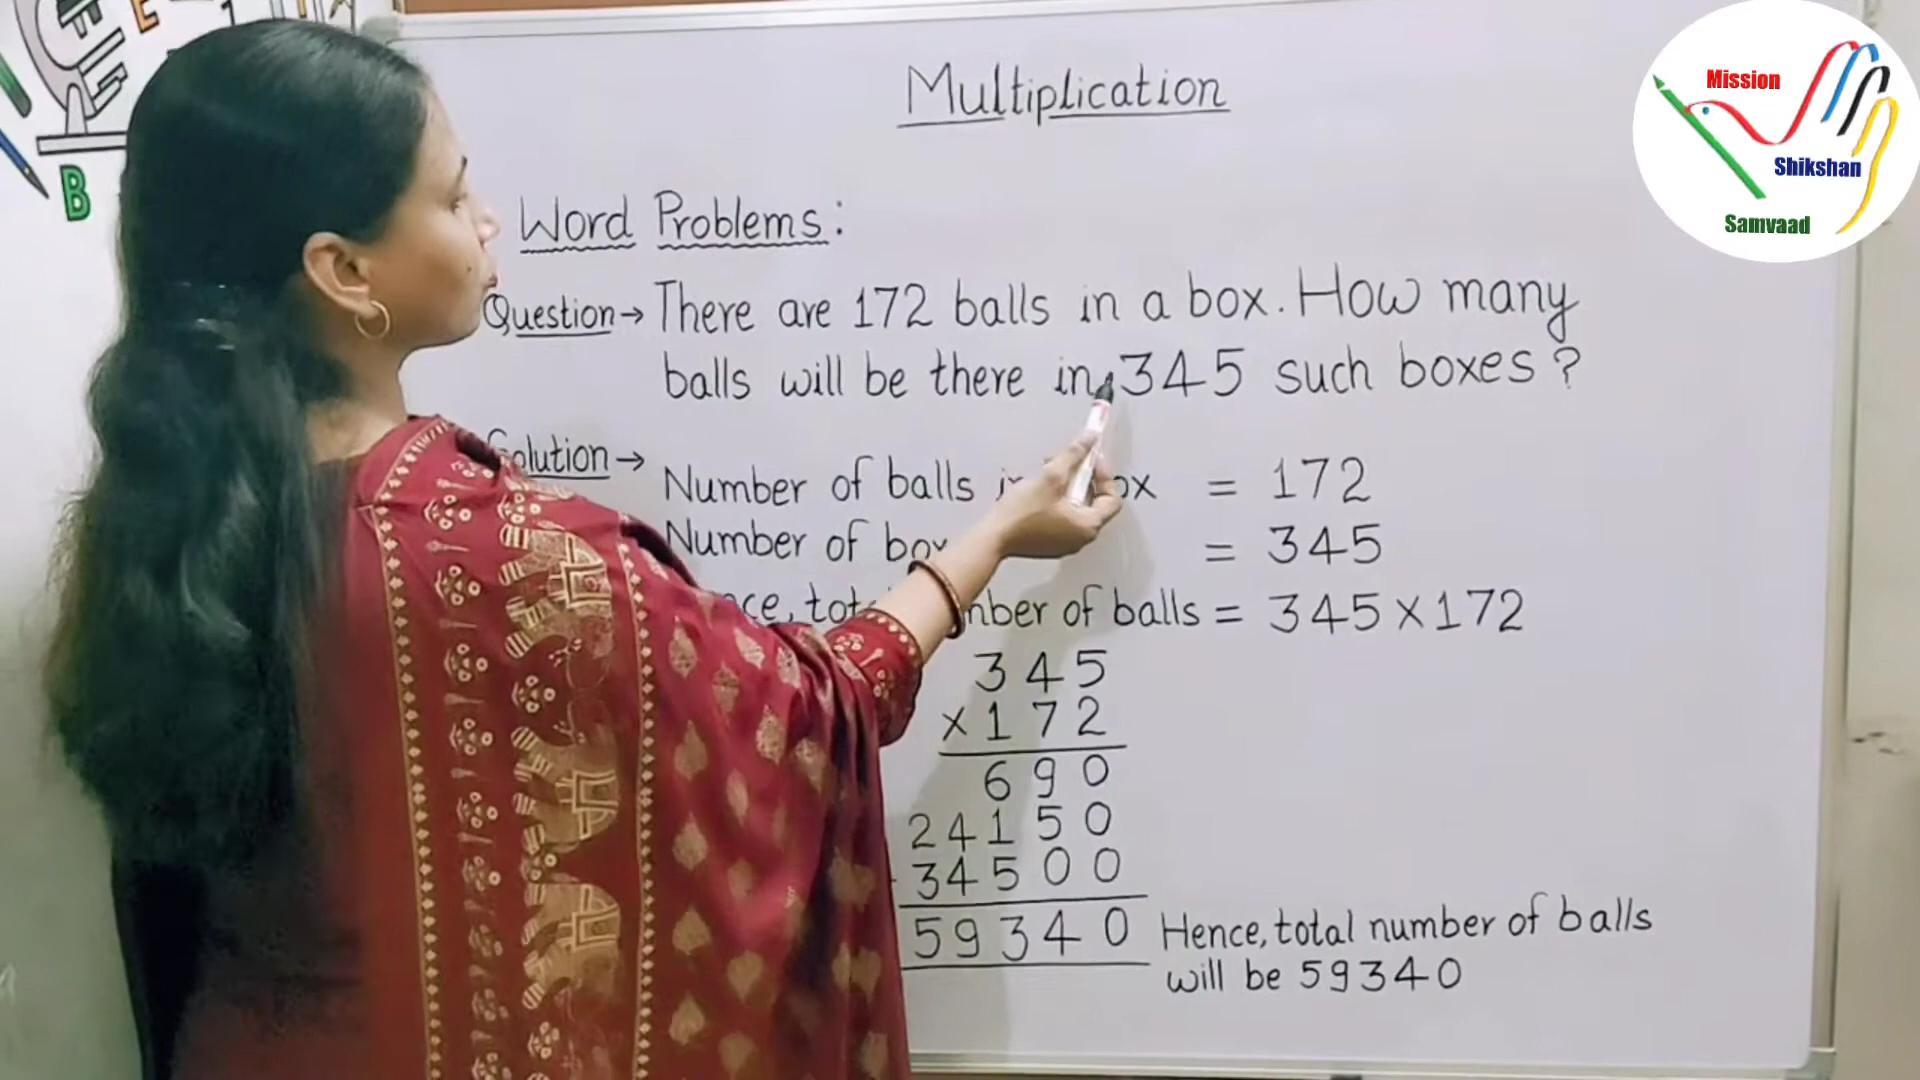 Multiplication
Mission
Shikshan
Samvaad
B
Word Problems:
Question→ There are 172 balls in a box. How many
balls will be there in 345 such boxes?
Solution→
Number of balls box = 172
Number of = 345
number of balls = 345×172
345
×172
690
24150
34500
59340
Hence, total number of balls
will be 59340